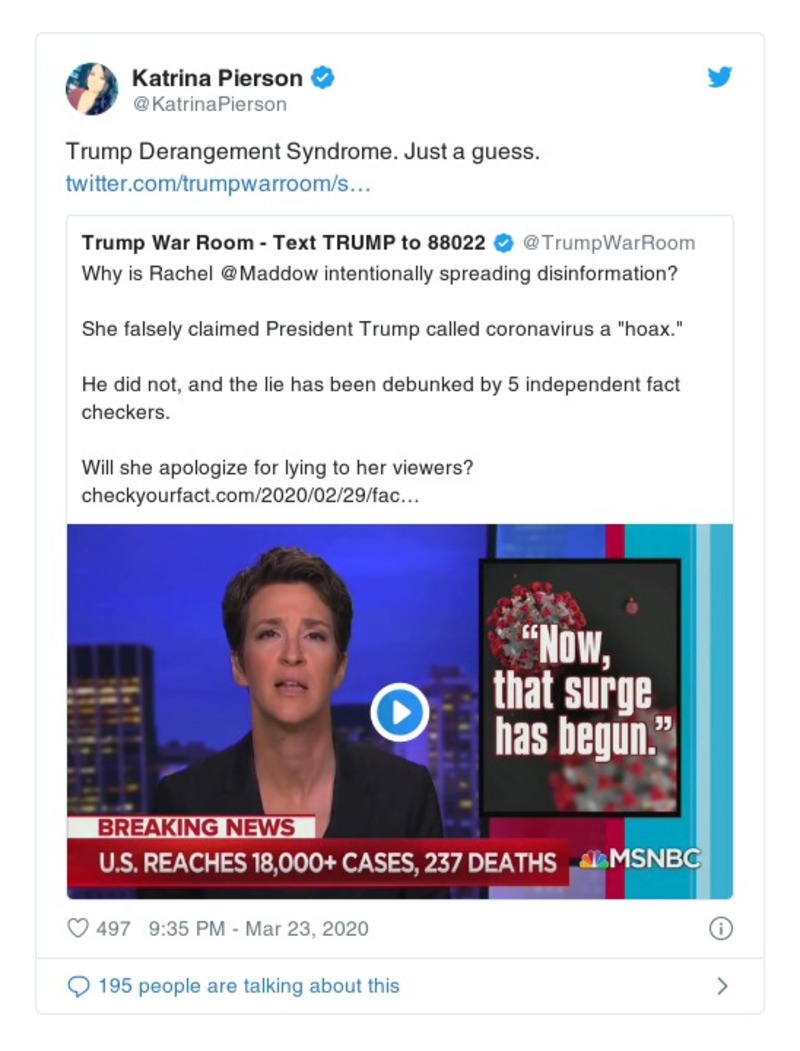 Katrina Pierson
@KatrinaPierson
Trump Derangement Syndrome. Just a guess.
twitter.com/trumpwarroom/s…
Trump War Room - Text TRUMP to 88022 @TrumpWarRoom
Why is Rachel @Maddow intentionally spreading disinformation?
She falsely claimed President Trump called coronavirus a "hoax."
He did not, and the lie has been debunked by 5 independent fact
checkers.
Will she apologize for lying to her viewers?
checkyourfact.com/2020/02/29/fac…
“Now,
that surge
has begun.”
BREAKING NEWS
U.S. REACHES 18,000+ CASES, 237 DEATHS
MSNBC
497 9:35 PM - Mar 23, 2020
195 people are talking about this